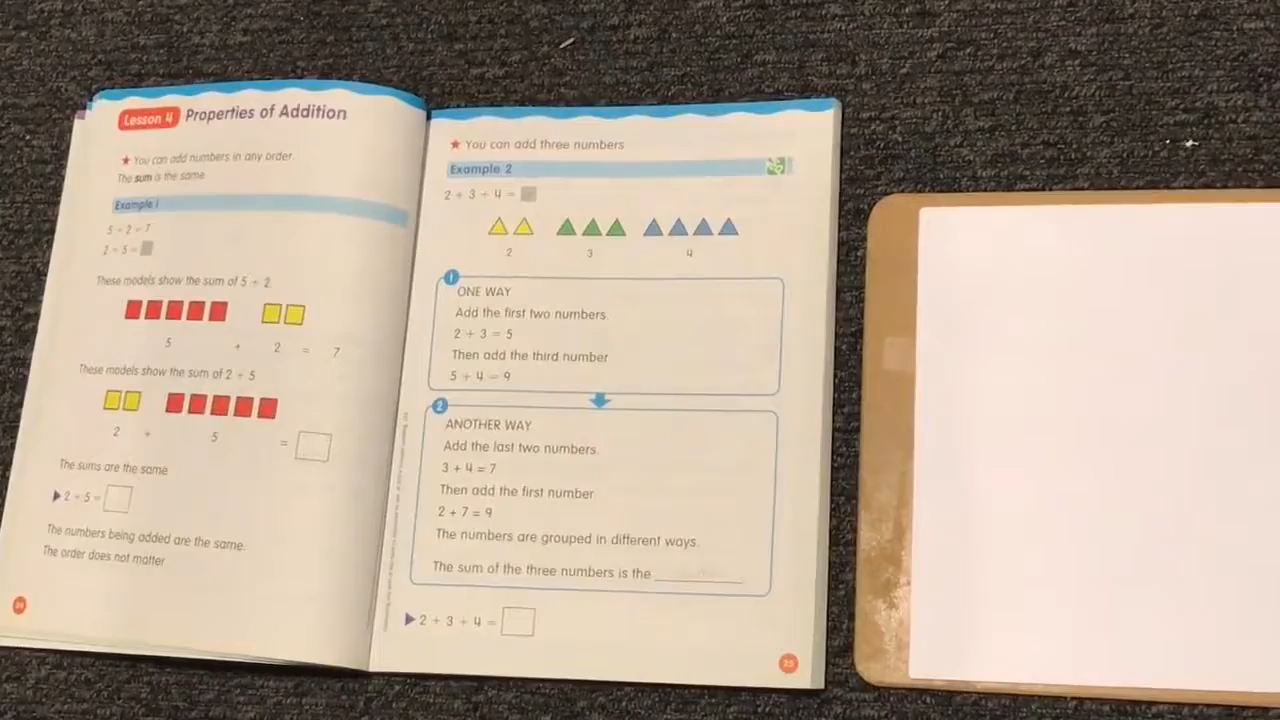 Lesson 4 Properties of Addition
★ You can add numbers in any order.
The sum is the same.
Example 1
5 + 2 = 7
2 + 5 =
These models show the sum of 5 + 2.
5 + 2 = 7
These models show the sum of 2 + 5.
2 + 5 =
The sums are the same.
▶ 2 + 5 =
The numbers being added are the same.
The order does not matter.
24
★ You can add three numbers.
Example 2
2 + 3 + 4 =
2 3 4
1
ONE WAY
Add the first two numbers.
2 + 3 = 5
Then add the third number.
5 + 4 = 9
2
ANOTHER WAY
Add the last two numbers.
3 + 4 = 7
Then add the first number.
2 + 7 = 9
The numbers are grouped in different ways.
The sum of the three numbers is the ________
▶ 2 + 3 + 4 =
25